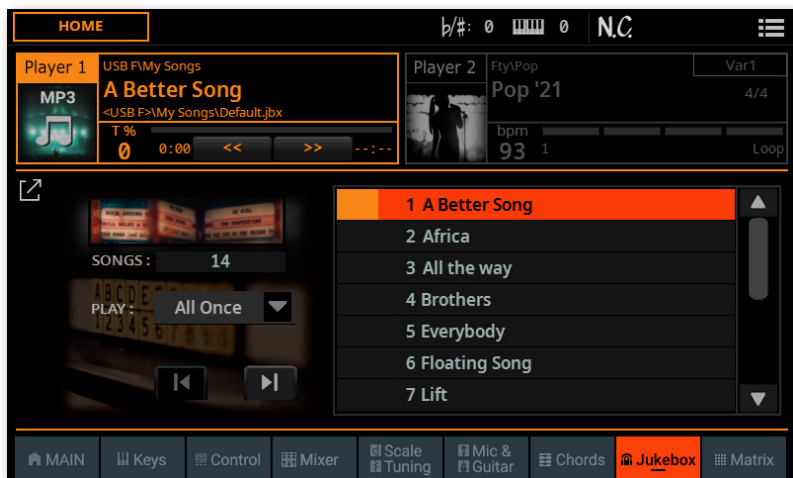 HOME
♭/#: 0 0 N.C.
Player 1 USB F\My Songs
MP3
A Better Song
<USB F>\My Songs\Default.jbx
T %
0 0:00 << >> --:--
Player 2 Fty\Pop Var1
Pop '21 4/4
bpm
93 1 Loop
SONGS : 14
PLAY : All Once
ABCDE
1 A Better Song
2 Africa
3 All the way
4 Brothers
5 Everybody
6 Floating Song
7 Lift
MAIN Keys Control Mixer Scale Tuning Mic & Guitar Chords Jukebox Matrix